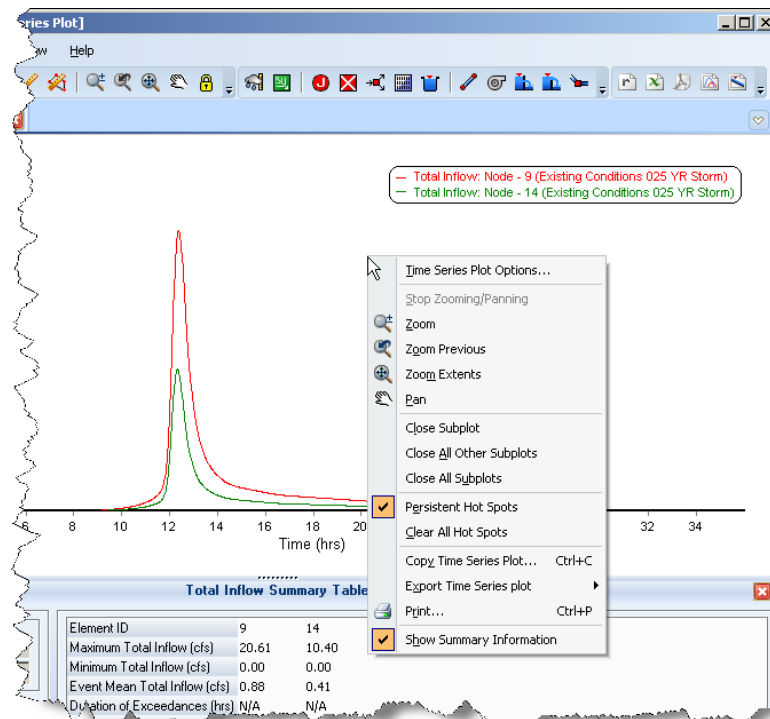 ries Plot]
Help
Total Inflow: Node - 9 (Existing Conditions 025 YR Storm)
Total Inflow: Node - 14 (Existing Conditions 025 YR Storm)
Time Series Plot Options...
Stop Zooming/Panning
Zoom
Zoom Previous
Zoom Extents
Pan
Close Subplot
Close All Other Subplots
Close All Subplots
Persistent Hot Spots
Clear All Hot Spots
Copy Time Series Plot... Ctrl+C
Export Time Series plot
Print... Ctrl+P
Show Summary Information
6 8 10 12 14 16 18 20 32 34
Time (hrs)
Total Inflow Summary Table
Element ID 9 14
Maximum Total Inflow (cfs) 20.61 10.40
Minimum Total Inflow (cfs) 0.00 0.00
Event Mean Total Inflow (cfs) 0.88 0.41
Duration of Exceedances (hrs) N/A N/A